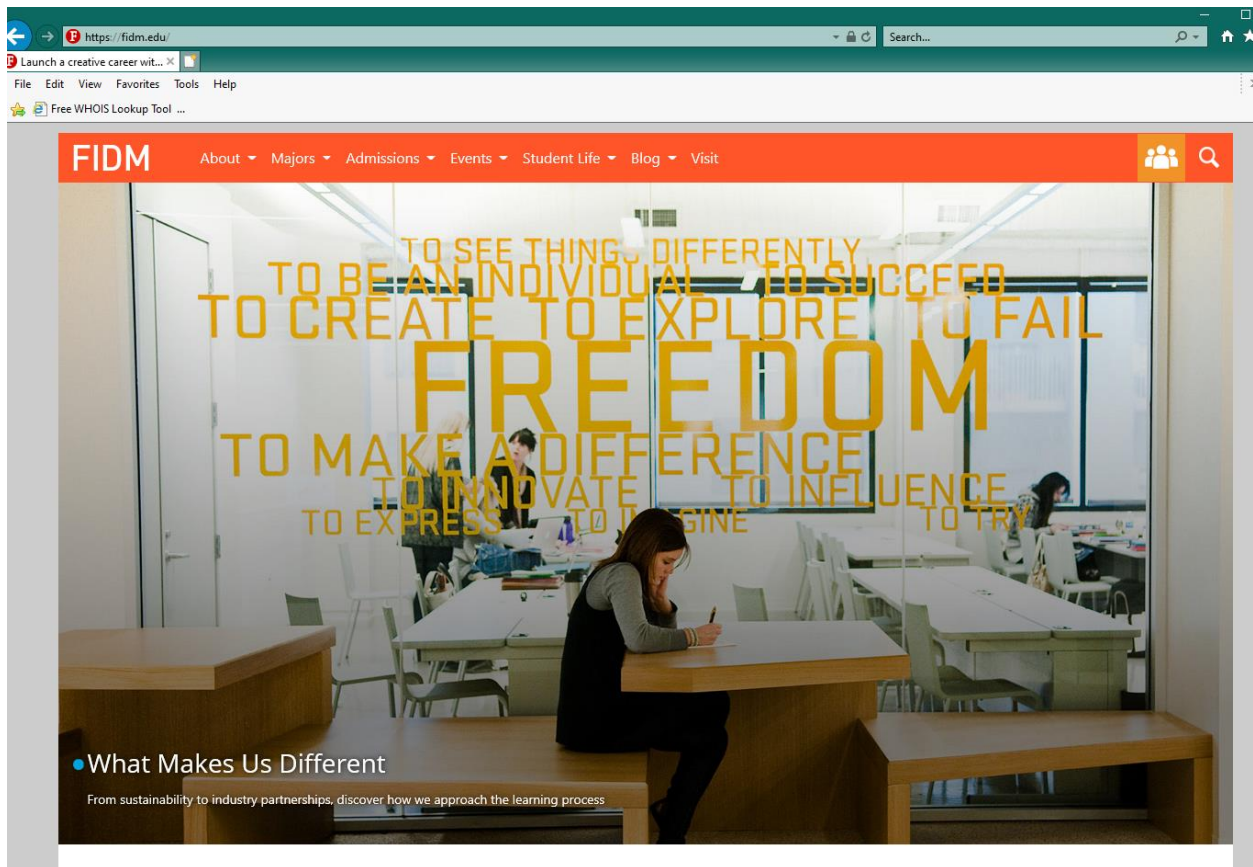 https://fidm.edu/
Search...
Launch a creative career wit...
File Edit View Favorites Tools Help
Free WHOIS Lookup Tool ...
FIDM About Majors Admissions Events Student Life Blog Visit
TO SEE THINGS DIFFERENTLY
TO BE AN INDIVIDUAL TO SUCCEED
TO CREATE TO EXPLORE TO FAIL
FREEDOM
TO MAKE A DIFFERENCE
TO INNOVATE TO INFLUENCE
TO EXPRESS TO IMAGINE TO TRY
What Makes Us Different
From sustainability to industry partnerships, discover how we approach the learning process